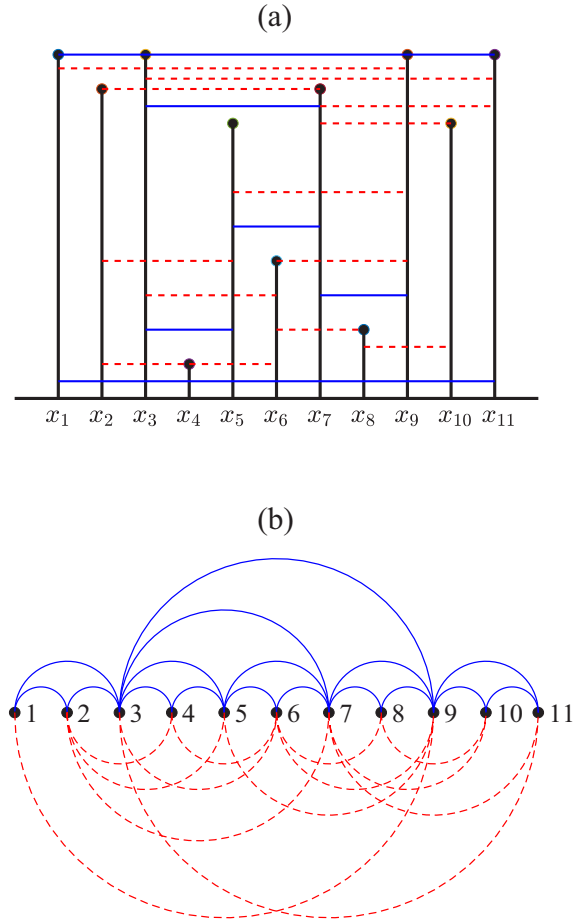 (a)
x₁ x₂ x₃ x₄ x₅ x₆ x₇ x₈ x₉ x₁₀ x₁₁
(b)
1 2 3 4 5 6 7 8 9 10 11